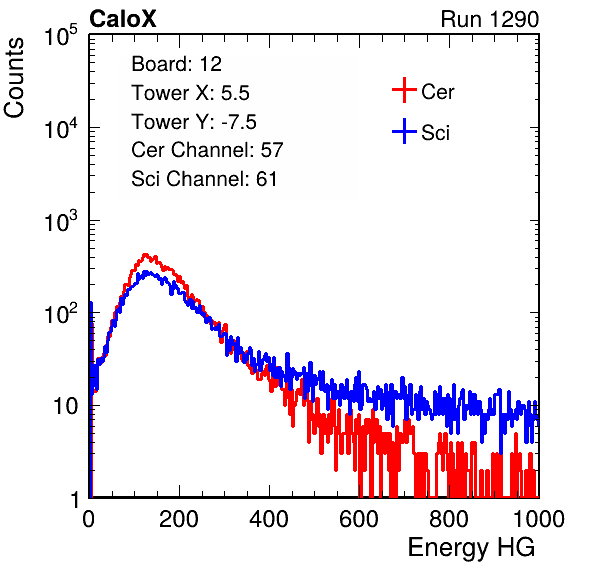 CaloX Run 1290
Counts
10^5
10^4
10^3
10^2
10
1
Board: 12
Tower X: 5.5
Tower Y: -7.5
Cer Channel: 57
Sci Channel: 61
Cer
Sci
0 200 400 600 800 1000
Energy HG